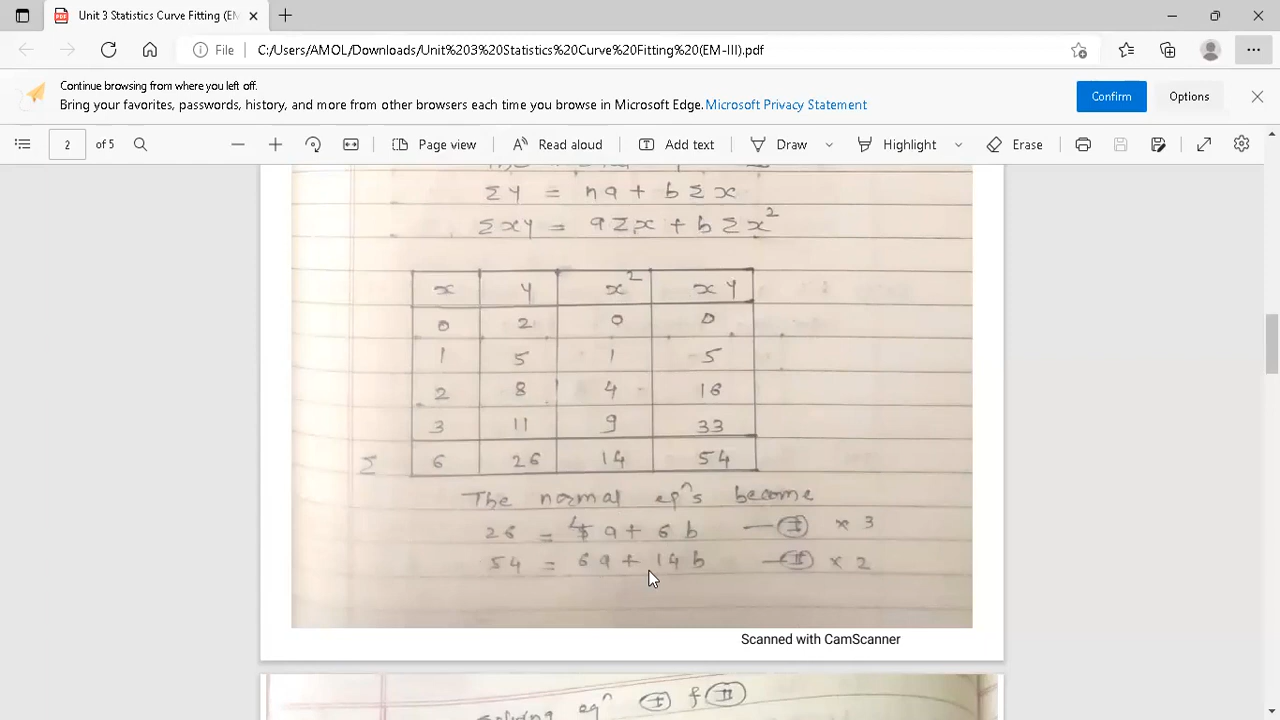 Unit 3 Statistics Curve Fitting (EM
File C:/Users/AMOL/Downloads/Unit%203%20Statistics%20Curve%20Fitting%20(EM-III).pdf
Continue browsing from where you left off.
Bring your favorites, passwords, history, and more from other browsers each time you browse in Microsoft Edge. Microsoft Privacy Statement
Confirm
Options
2 of 5
Page view
Read aloud
Add text
Draw
Highlight
Erase
Σy = na + bΣx
Σxy = aΣx + bΣx²
x y x² xy
0 2 0 0
1 5 1 5
2 8 4 16
3 11 9 33
Σ 6 26 14 54
The normal eqⁿs become
26 = 4a + 6b — I × 3
54 = 6a + 14b — II × 2
Scanned with CamScanner
solving eqⁿ I & II